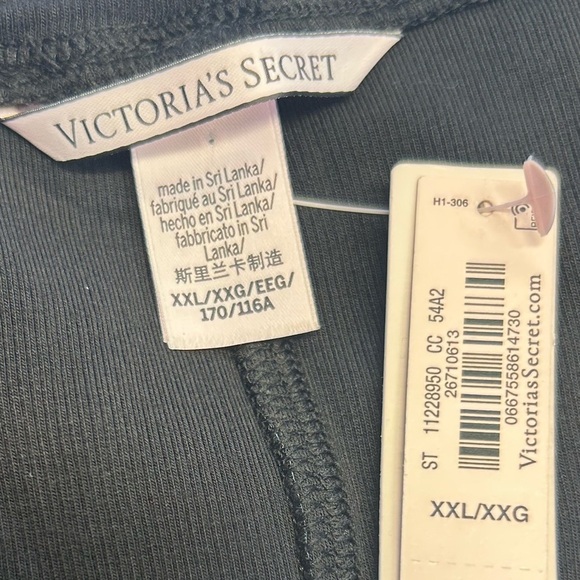 VICTORIA'S SECRET
made in Sri Lanka/
fabriqué au Sri Lanka/
hecho en Sri Lanka/
fabbricato in Sri
Lanka/
斯里兰卡制造
XXL/XXG/EEG/
170/116A
H1-306
ST 11228950 CC 54A2
26710613
0667558614730
VictoriasSecret.com
XXL/XXG